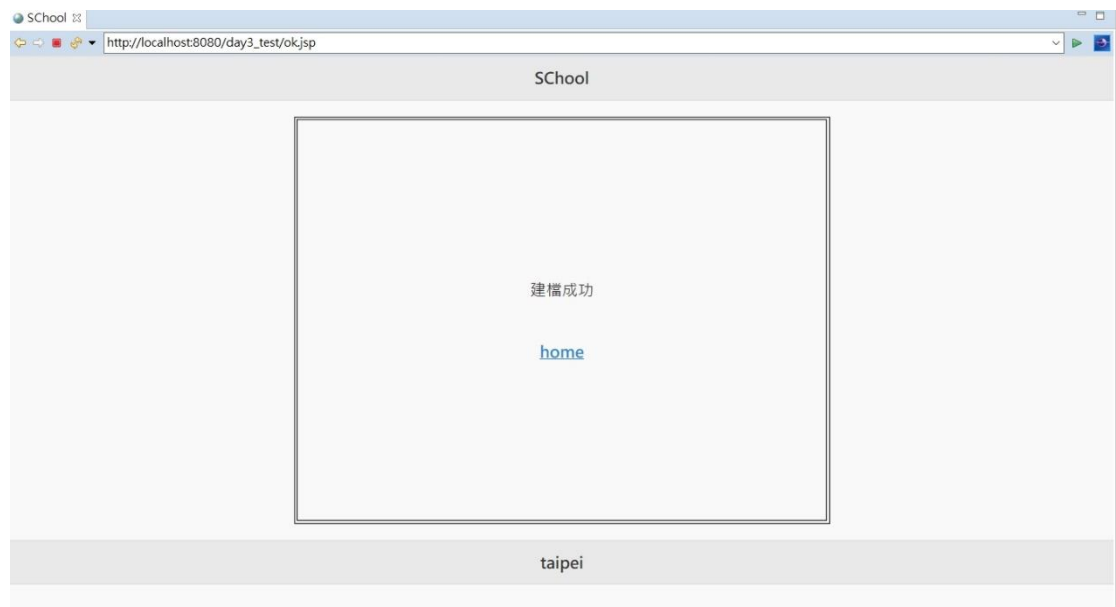 SChool
http://localhost:8080/day3_test/ok.jsp
SChool
建檔成功
home
taipei